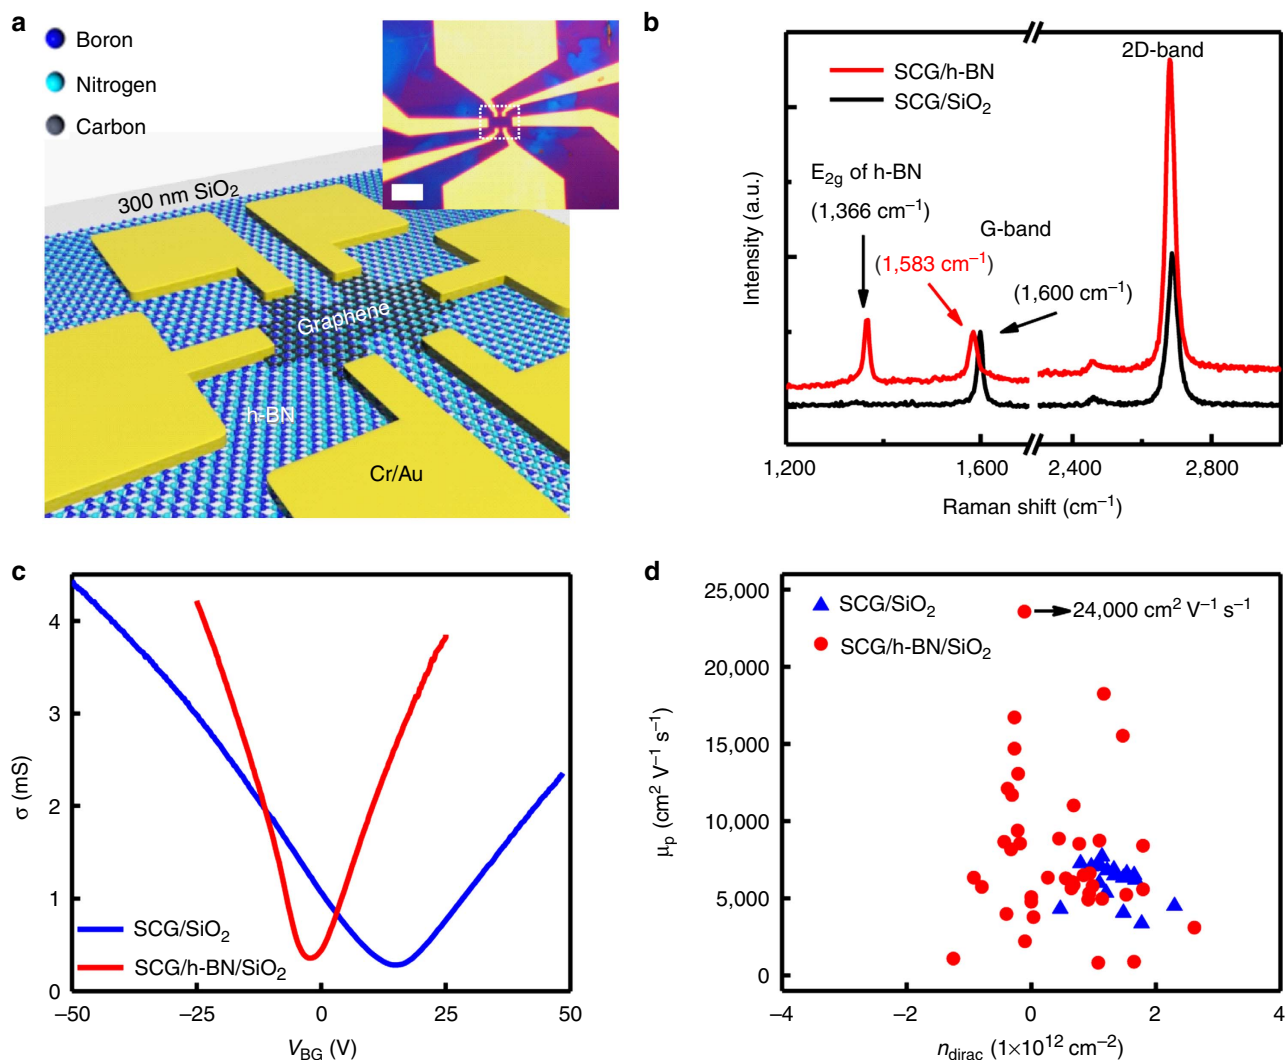 a
Boron
Nitrogen
Carbon
300 nm SiO2
Graphene
h-BN
Cr/Au
b
SCG/h-BN
SCG/SiO2
2D-band
E2g of h-BN
(1,366 cm–1)
G-band
(1,583 cm–1)
(1,600 cm–1)
Intensity (a.u.)
1,200
1,600
2,400
2,800
Raman shift (cm–1)
c
4
3
2
1
0
σ (mS)
SCG/SiO2
SCG/h-BN/SiO2
–50
–25
0
25
50
VBG (V)
d
25,000
20,000
15,000
10,000
5,000
0
μp (cm2 V–1 s–1)
SCG/SiO2
SCG/h-BN/SiO2
24,000 cm2 V–1 s–1
–4
–2
0
2
4
ndirac (1×1012 cm–2)